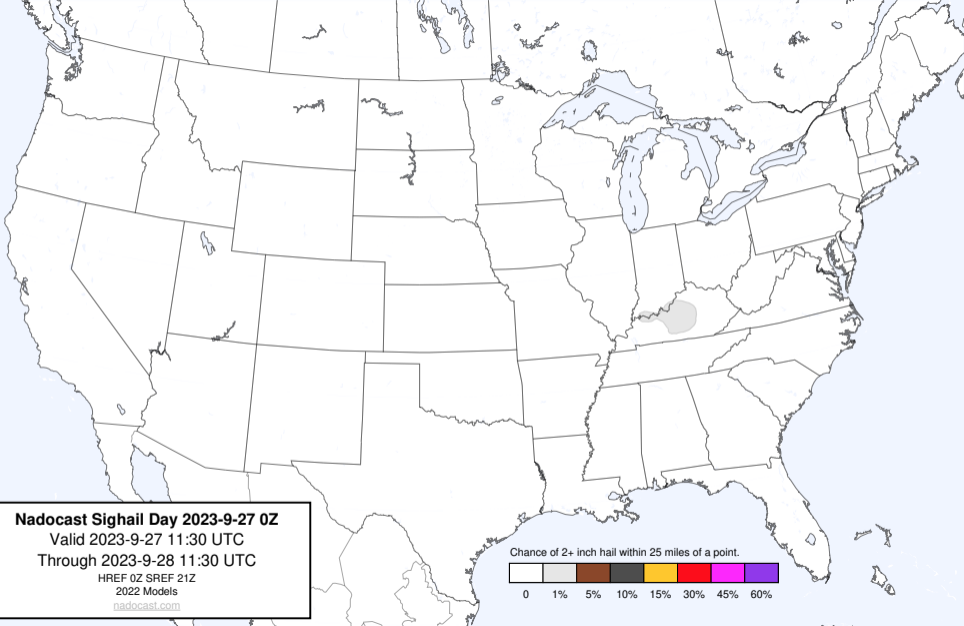 Nadocast Sighail Day 2023-9-27 0Z
Valid 2023-9-27 11:30 UTC
Through 2023-9-28 11:30 UTC
HREF 0Z SREF 21Z
2022 Models
nadocast.com
Chance of 2+ inch hail within 25 miles of a point.
0 1% 5% 10% 15% 30% 45% 60%